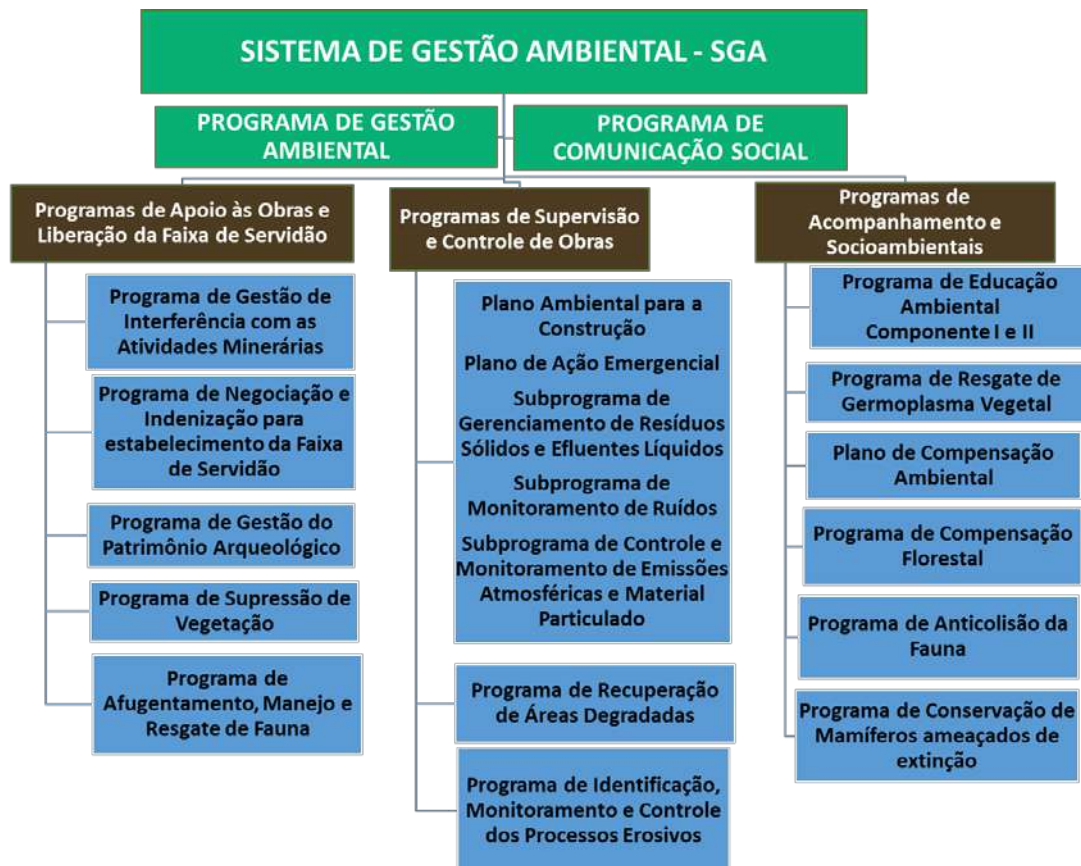 SISTEMA DE GESTÃO AMBIENTAL - SGA
PROGRAMA DE GESTÃO
AMBIENTAL
PROGRAMA DE
COMUNICAÇÃO SOCIAL
Programas de Apoio às Obras e
Liberação da Faixa de Servidão
Programa de Gestão de
Interferência com as
Atividades Minerárias
Programa de Negociação e
Indenização para
estabelecimento da Faixa
de Servidão
Programa de Gestão do
Patrimônio Arqueológico
Programa de Supressão de
Vegetação
Programa de
Afugentamento, Manejo e
Resgate de Fauna
Programas de Supervisão
e Controle de Obras
Plano Ambiental para a
Construção
Plano de Ação Emergencial
Subprograma de
Gerenciamento de Resíduos
Sólidos e Efluentes Líquidos
Subprograma de
Monitoramento de Ruídos
Subprograma de Controle e
Monitoramento de Emissões
Atmosféricas e Material
Particulado
Programa de Recuperação
de Áreas Degradadas
Programa de Identificação,
Monitoramento e Controle
dos Processos Erosivos
Programas de
Acompanhamento e
Socioambientais
Programa de Educação
Ambiental
Componente I e II
Programa de Resgate de
Germoplasma Vegetal
Plano de Compensação
Ambiental
Programa de Compensação
Florestal
Programa de Anticolisão da
Fauna
Programa de Conservação de
Mamíferos ameaçados de
extinção